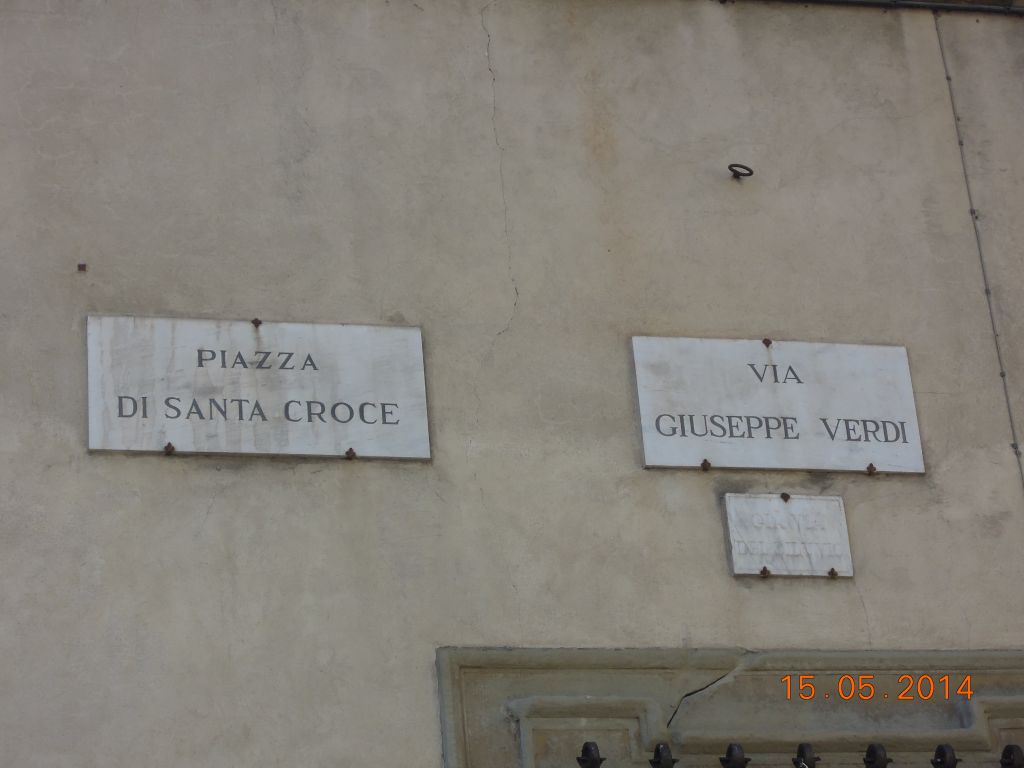 PIAZZA
DI SANTA CROCE
VIA
GIUSEPPE VERDI
15.05.2014